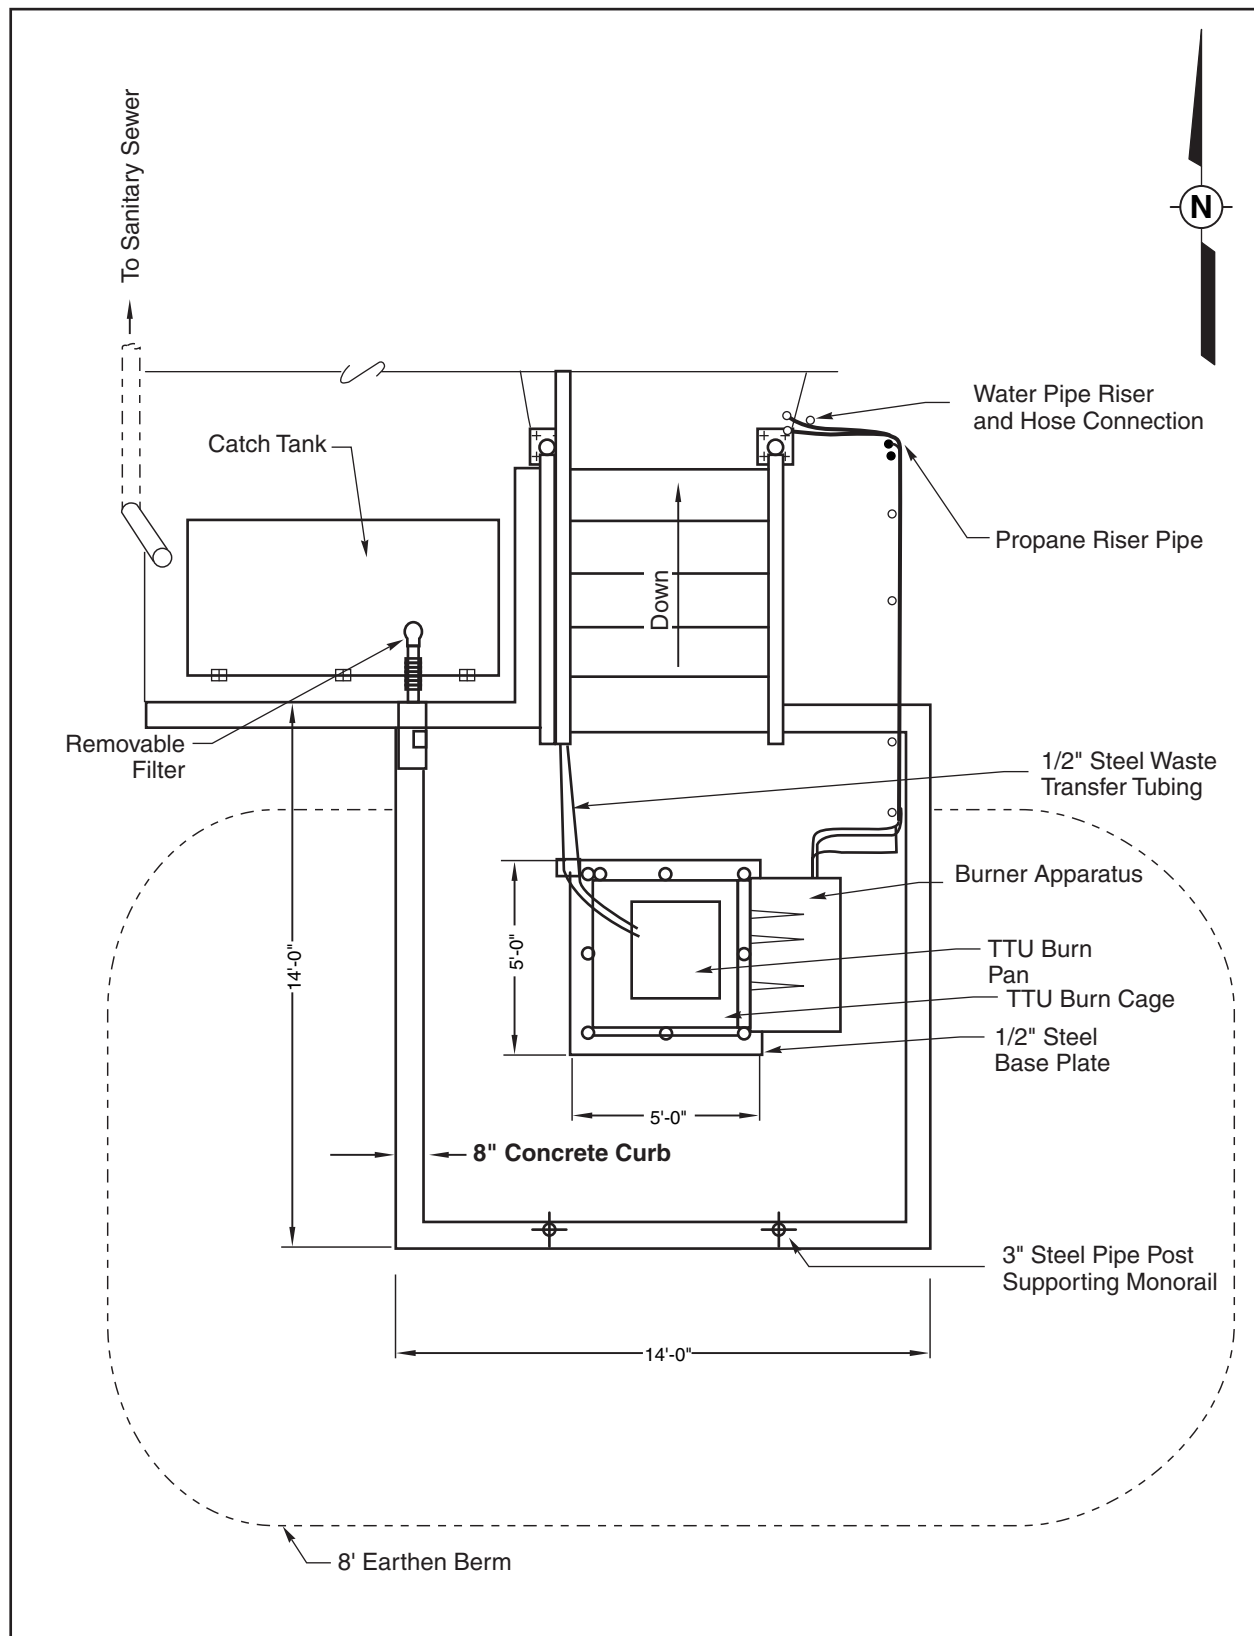 To Sanitary Sewer
N
Water Pipe Riser
and Hose Connection
Catch Tank
Propane Riser Pipe
Down
Removable
Filter
1/2" Steel Waste
Transfer Tubing
Burner Apparatus
TTU Burn
Pan
TTU Burn Cage
14'-0"
5'-0"
1/2" Steel
Base Plate
5'-0"
8" Concrete Curb
3" Steel Pipe Post
Supporting Monorail
14'-0"
8' Earthen Berm